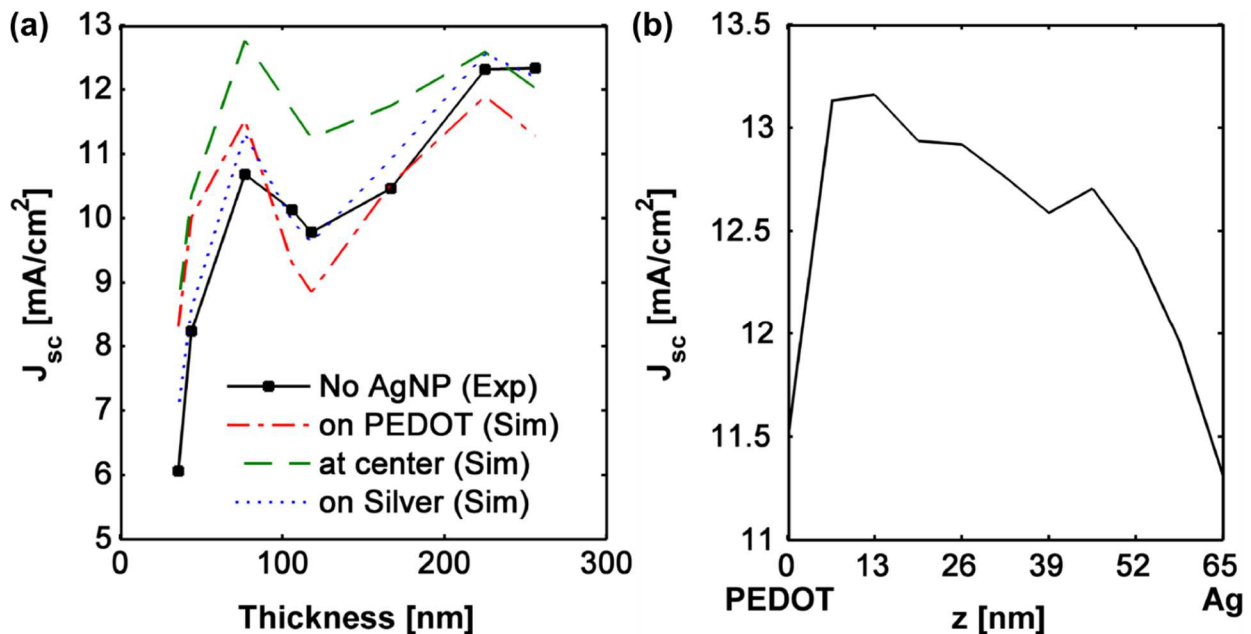 (a)
13
12
11
10
9
8
7
6
5
J_sc [mA/cm²]
0 100 200 300
Thickness [nm]
No AgNP (Exp)
on PEDOT (Sim)
at center (Sim)
on Silver (Sim)
(b)
13.5
13
12.5
12
11.5
11
J_sc [mA/cm²]
0 13 26 39 52 65
PEDOT Ag
z [nm]